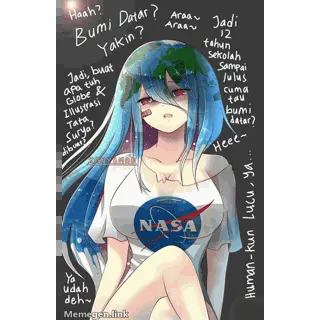 Haah?
Bumi Datar?
Yakin?
Araa~
Araa~
Jadi
12
tahun
sekolah
Sampai
lulus
cuma
tau
bumi
datar?
Heee~
Jadi, buat
apa tuh
Globe &
Illustrasi
Tata
Surya?
dibuat?
NASA
Human-kun Lucu, ya...
Ya
udah
deh~
Memegen.link